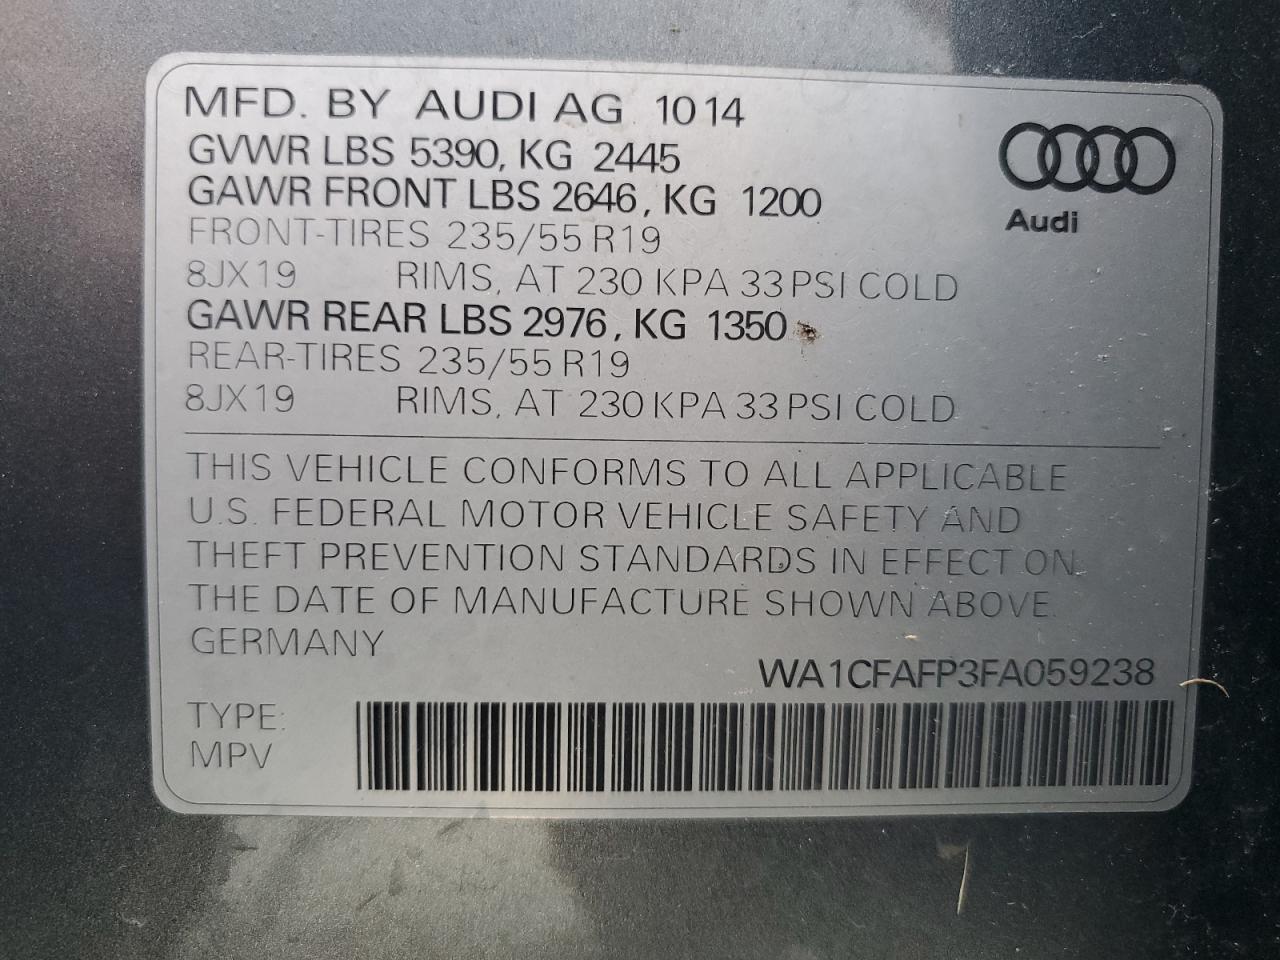 MFD. BY AUDI AG 10 14
GVWR LBS 5390, KG 2445
GAWR FRONT LBS 2646, KG 1200
FRONT-TIRES 235/55 R19
8JX19 RIMS, AT 230 KPA 33 PSI COLD
GAWR REAR LBS 2976, KG 1350
REAR-TIRES 235/55 R19
8JX19 RIMS, AT 230 KPA 33 PSI COLD
Audi
THIS VEHICLE CONFORMS TO ALL APPLICABLE
U.S. FEDERAL MOTOR VEHICLE SAFETY AND
THEFT PREVENTION STANDARDS IN EFFECT ON
THE DATE OF MANUFACTURE SHOWN ABOVE.
GERMANY
WA1CFAFP3FA059238
TYPE:
MPV